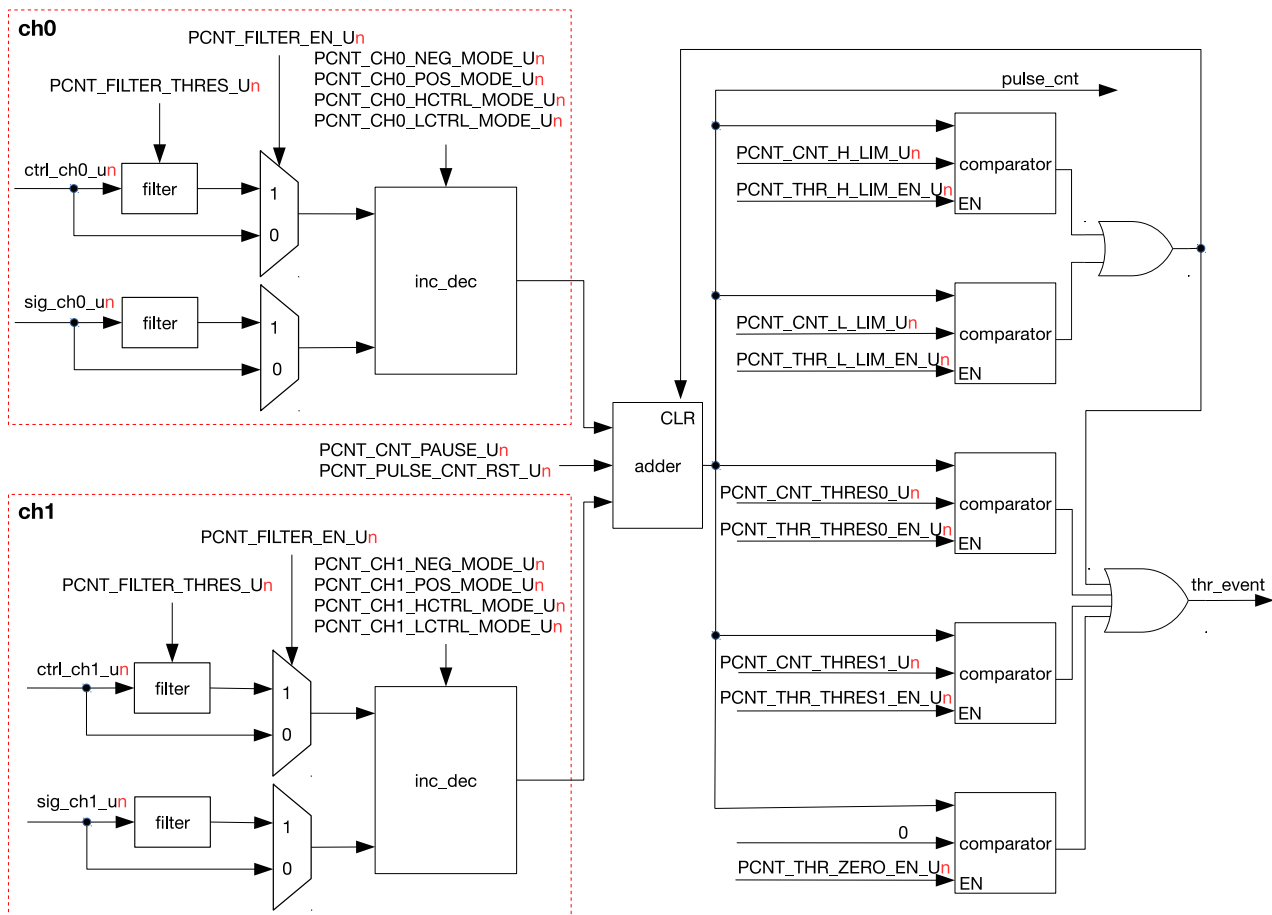 ch0
PCNT_FILTER_EN_Un
PCNT_CH0_NEG_MODE_Un
PCNT_CH0_POS_MODE_Un
PCNT_CH0_HCTRL_MODE_Un
PCNT_CH0_LCTRL_MODE_Un
PCNT_FILTER_THRES_Un
ctrl_ch0_un
filter
1
0
sig_ch0_un
filter
1
0
inc_dec
PCNT_CNT_PAUSE_Un
PCNT_PULSE_CNT_RST_Un
CLR
adder
ch1
PCNT_FILTER_EN_Un
PCNT_CH1_NEG_MODE_Un
PCNT_CH1_POS_MODE_Un
PCNT_CH1_HCTRL_MODE_Un
PCNT_CH1_LCTRL_MODE_Un
PCNT_FILTER_THRES_Un
ctrl_ch1_un
filter
1
0
sig_ch1_un
filter
1
0
inc_dec
pulse_cnt
PCNT_CNT_H_LIM_Un
comparator
PCNT_THR_H_LIM_EN_Un
EN
PCNT_CNT_L_LIM_Un
comparator
PCNT_THR_L_LIM_EN_Un
EN
PCNT_CNT_THRES0_Un
comparator
PCNT_THR_THRES0_EN_Un
EN
thr_event
PCNT_CNT_THRES1_Un
comparator
PCNT_THR_THRES1_EN_Un
EN
0
comparator
PCNT_THR_ZERO_EN_Un
EN